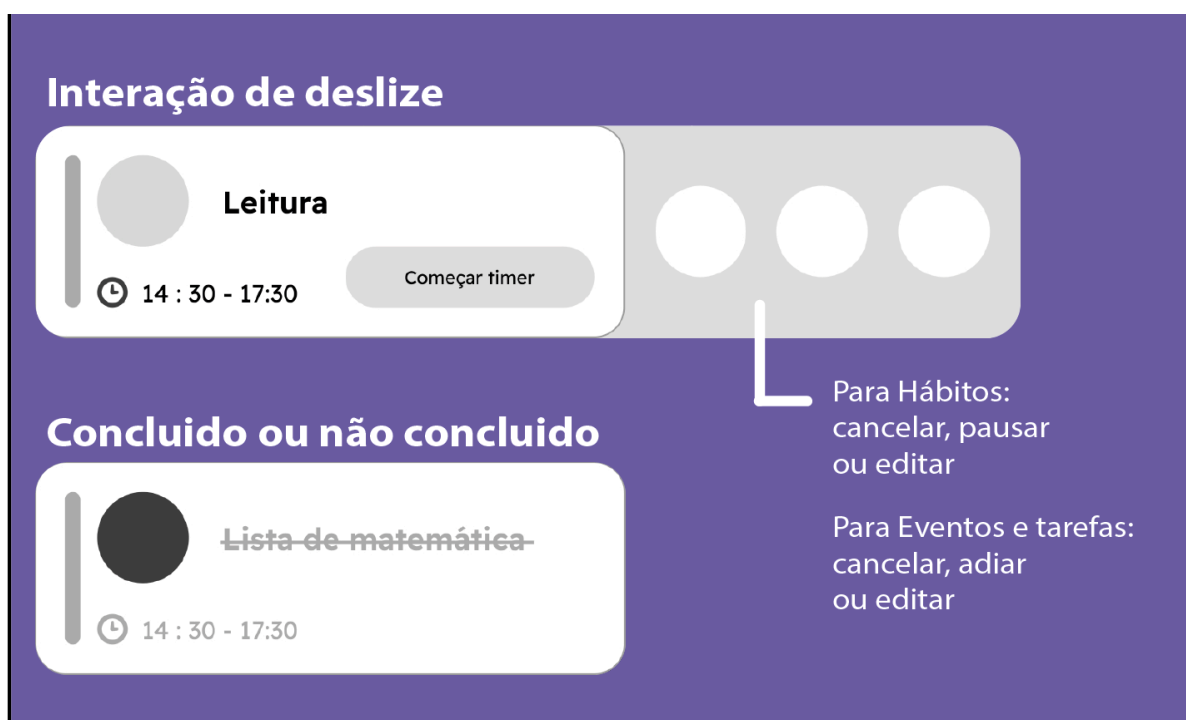 Interação de deslize
Leitura
Começar timer
14 : 30 - 17:30
Para Hábitos:
cancelar, pausar
ou editar
Para Eventos e tarefas:
cancelar, adiar
ou editar
Concluido ou não concluido
Lista de matemática
14 : 30 - 17:30